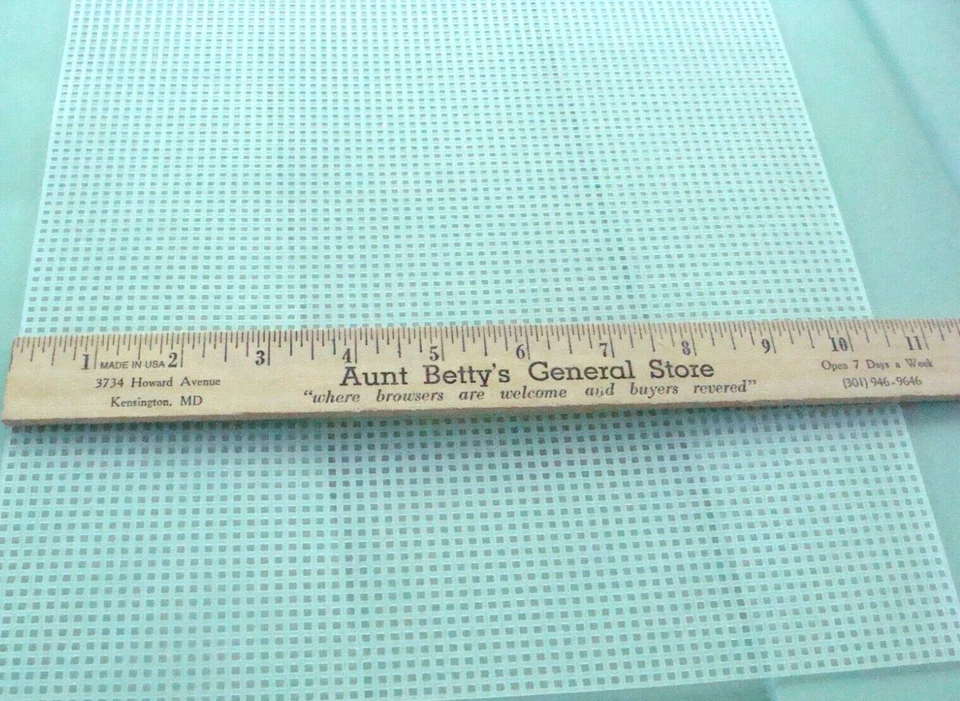 1 MADE IN USA 2 3 4 5 6 7 8 9 10 11
Aunt Betty's General Store
"where browsers are welcome and buyers revered"
3734 Howard Avenue
Kensington, MD
Open 7 Days a Week
(301) 946-9646